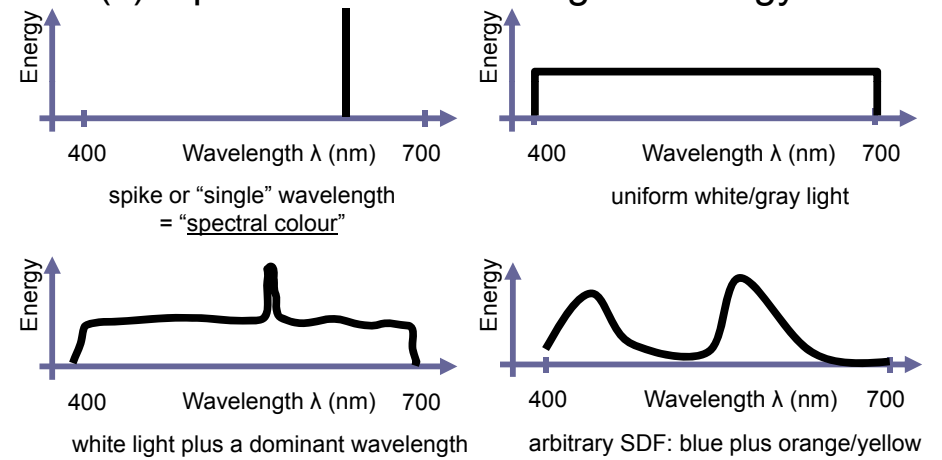 Energy
400 Wavelength λ (nm) 700
spike or “single” wavelength
= “spectral colour”
Energy
400 Wavelength λ (nm) 700
uniform white/gray light
Energy
400 Wavelength λ (nm) 700
white light plus a dominant wavelength
Energy
400 Wavelength λ (nm) 700
arbitrary SDF: blue plus orange/yellow